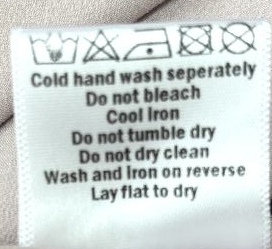 Cold hand wash seperately
Do not bleach
Cool Iron
Do not tumble dry
Do not dry clean
Wash and Iron on reverse
Lay flat to dry